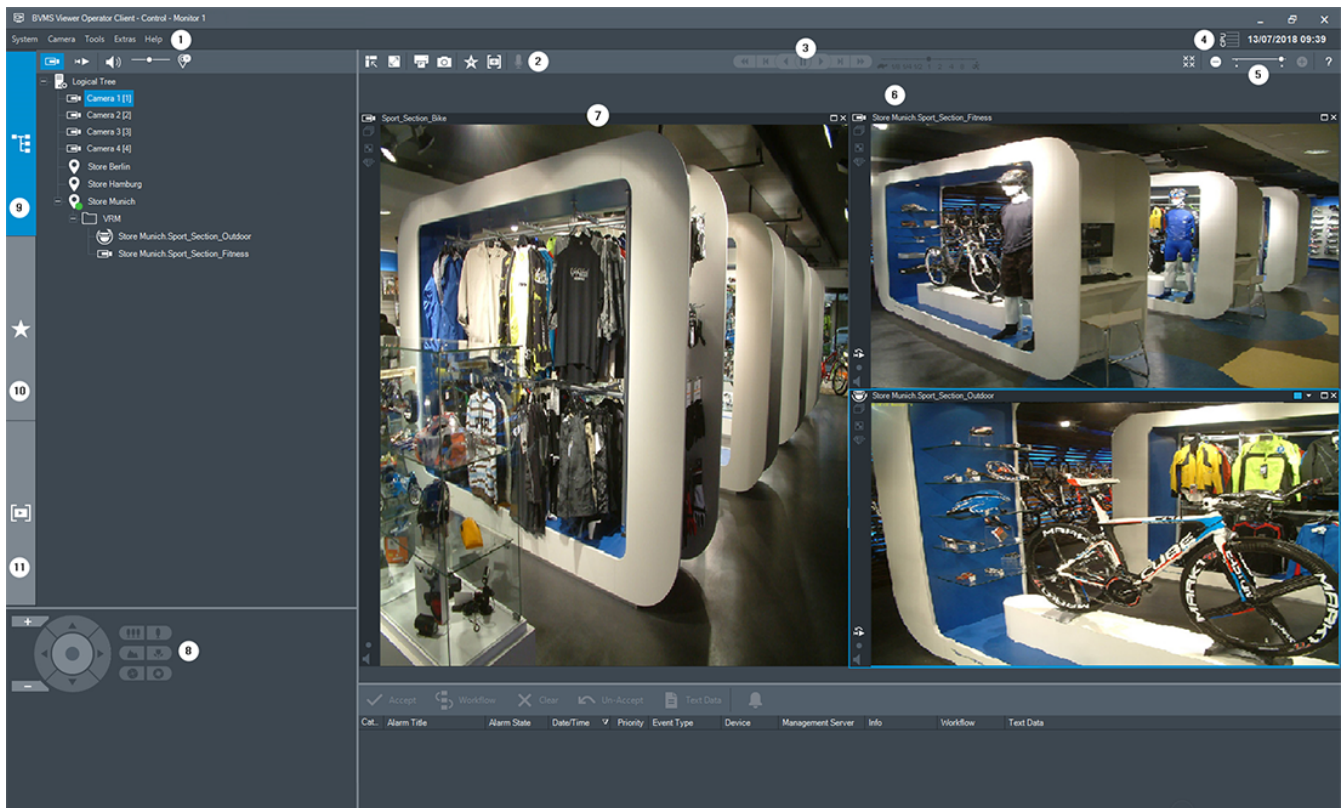 BVMS Viewer Operator Client - Control - Monitor 1
System Camera Tools Extras Help 1
4 13/07/2018 09:39
2
3
5
?
Logical Tree
Camera 1 [1]
Camera 2 [2]
Camera 3 [3]
Camera 4 [4]
Store Berlin
Store Hamburg
Store Munich
VRM
Store Munich.Sport_Section_Outdoor
Store Munich.Sport_Section_Fitness
9
10
11
8
6
Sport_Section_Bike 7
Store Munich.Sport_Section_Fitness
Store Munich.Sport_Section_Outdoor
CUBE
Accept Workflow Clear Un-Accept Text Data
Cat.. Alarm Title Alarm State Date/Time Priority Event Type Device Management Server Info Workflow Text Data